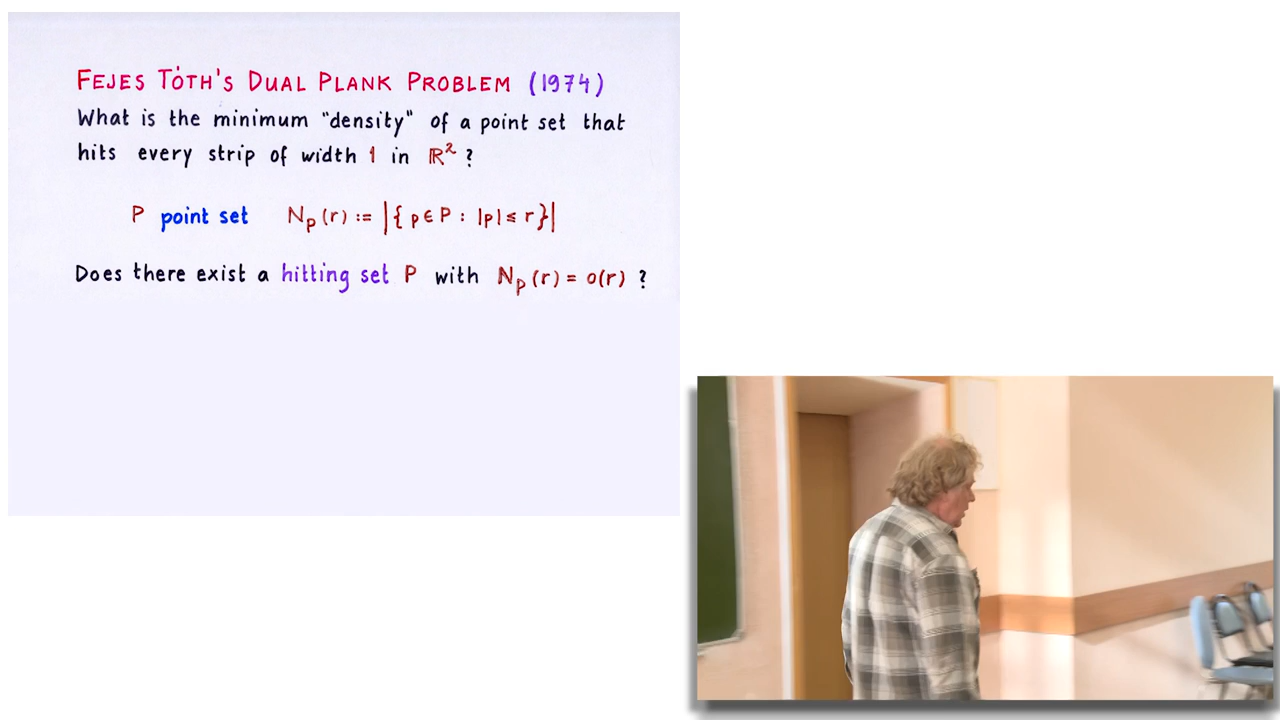 FEJES TÓTH'S DUAL PLANK PROBLEM (1974)
What is the minimum "density" of a point set that
hits every strip of width 1 in ℝ² ?
P point set N_P(r) := |{p∈P : |p|≤r}|
Does there exist a hitting set P with N_P(r) = o(r) ?